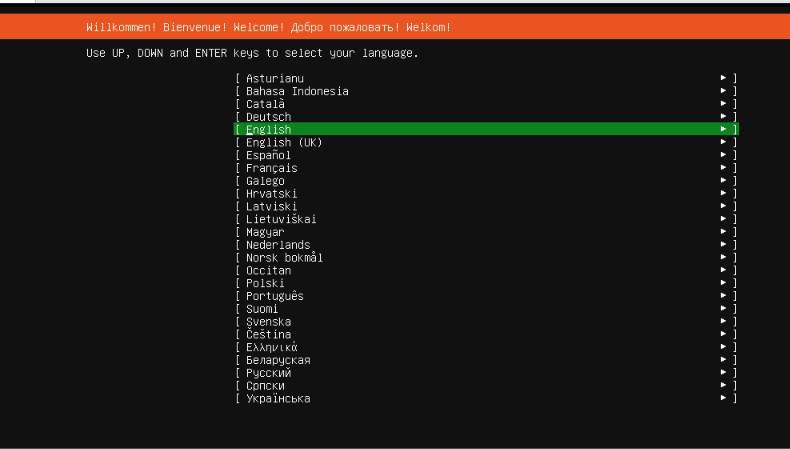 Willkommen! Bienvenue! Welcome! Добро пожаловать! Welkom!
Use UP, DOWN and ENTER keys to select your language.
[ Asturianu ► ]
[ Bahasa Indonesia ► ]
[ Català ► ]
[ Deutsch ► ]
[ English ► ]
[ English (UK) ► ]
[ Español ► ]
[ Français ► ]
[ Galego ► ]
[ Hrvatski ► ]
[ Latviski ► ]
[ Lietuviškai ► ]
[ Magyar ► ]
[ Nederlands ► ]
[ Norsk bokmål ► ]
[ Occitan ► ]
[ Polski ► ]
[ Português ► ]
[ Suomi ► ]
[ Svenska ► ]
[ Čeština ► ]
[ Ελληνικά ► ]
[ Беларуская ► ]
[ Русский ► ]
[ Српски ► ]
[ Українська ► ]